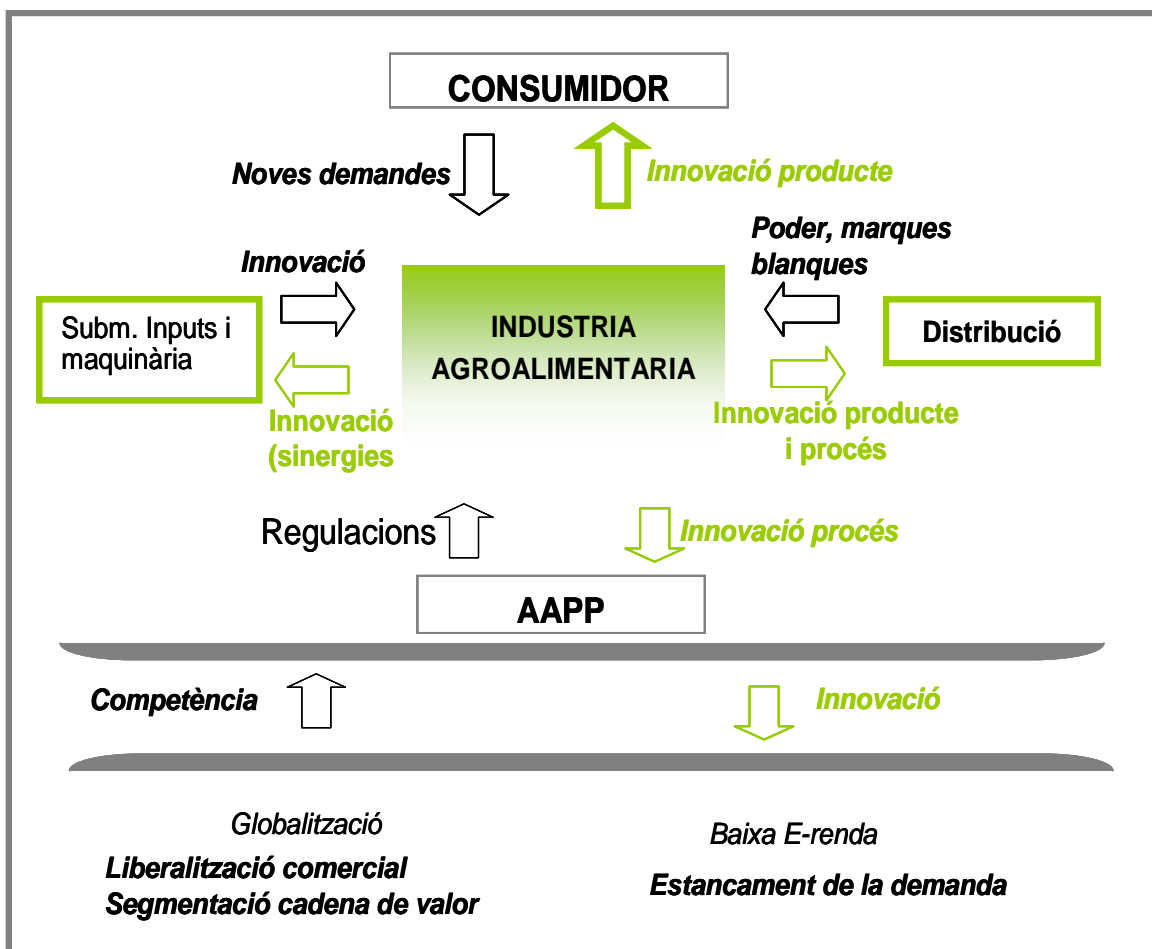 CONSUMIDOR
Noves demandes
Innovació producte
Poder, marques
blanques
Innovació
Subm. Inputs i
maquinària
INDUSTRIA
AGROALIMENTARIA
Distribució
Innovació
(sinergies
Innovació producte
i procés
Regulacions
Innovació procés
AAPP
Competència
Innovació
Globalització
Liberalització comercial
Segmentació cadena de valor
Baixa E-renda
Estancament de la demanda